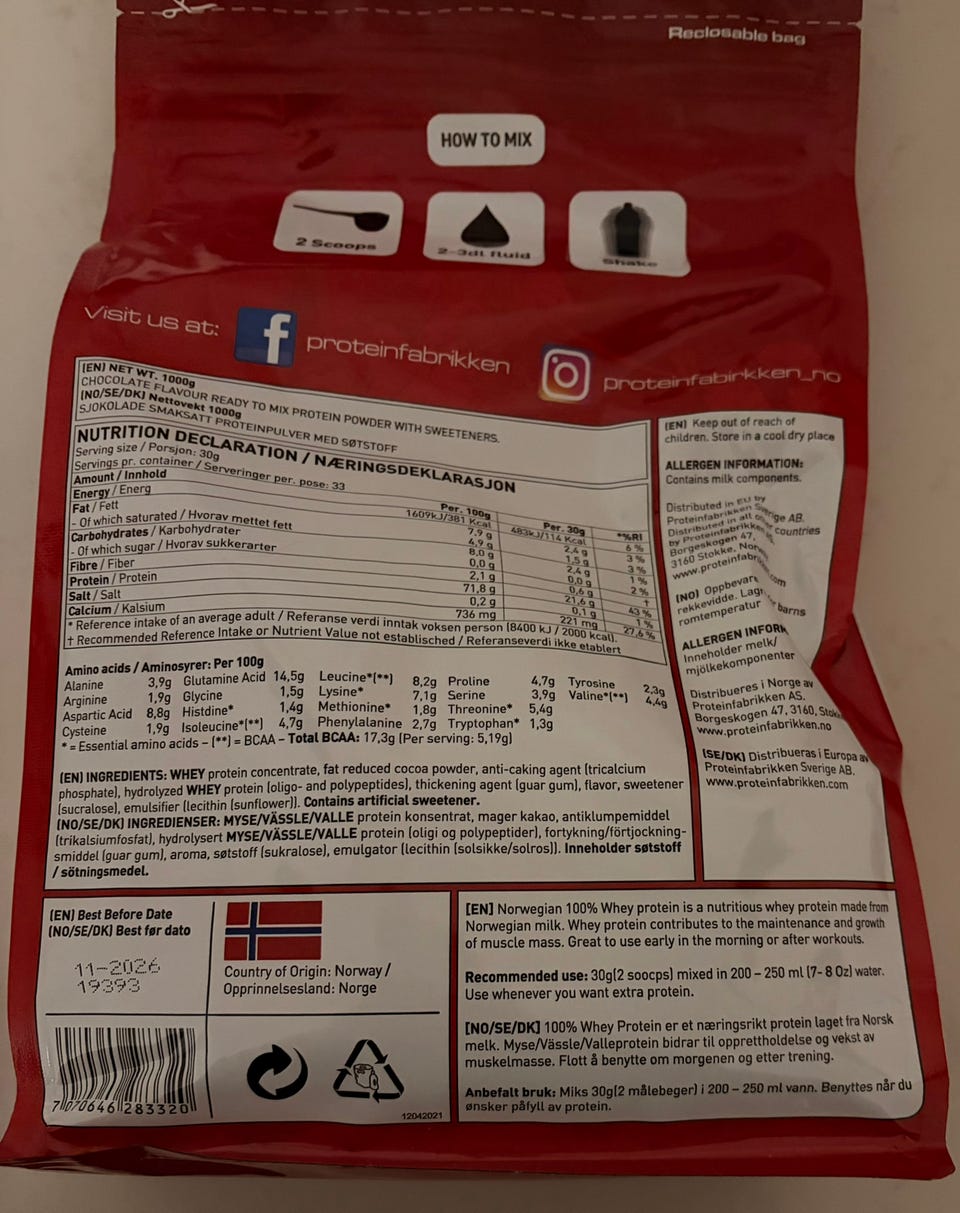 Reclosable bag
HOW TO MIX
2 Scoops
2-3dl fluid
Shake
Visit us at:
proteinfabrikken
proteinfabirkken_no
[EN] NET WT. 1000g
CHOCOLATE FLAVOUR READY TO MIX PROTEIN POWDER WITH SWEETENERS.
[NO/SE/DK] Nettovekt 1000g
SJOKOLADE SMAKSATT PROTEINPULVER MED SØTSTOFF
NUTRITION DECLARATION / NÆRINGSDEKLARASJON
Serving size / Porsjon: 30g
Servings pr. container / Serveringer per. pose: 33
Amount / Innhold Per. 100g Per. 30g *%RI
Energy / Energ 1609kJ/381 Kcal 483kJ/114 Kcal 6 %
Fat / Fett 7,9 g 2,4 g 3 %
- Of which saturated / Hvorav mettet fett 4,9 g 1,5 g 3 %
Carbohydrates / Karbohydrater 8,0 g 2,4 g 1 %
- Of which sugar / Hvorav sukkerarter 0,0 g 0,0 g 2 %
Fibre / Fiber 2,1 g 0,6 g †
Protein / Protein 71,8 g 21,6 g 43 %
Salt / Salt 0,2 g 0,1 g 1 %
Calcium / Kalsium 736 mg 221 mg 27,6 %
* Reference intake of an average adult / Referanse verdi inntak voksen person (8400 kJ / 2000 kcal).
† Recommended Reference Intake or Nutrient Value not established / Referanseverdi ikke etablert
Amino acids / Aminosyrer: Per 100g
Alanine 3,9g Glutamine Acid 14,5g Leucine*(**) 8,2g Proline 4,7g Tyrosine 2,3g
Arginine 1,9g Glycine 1,5g Lysine* 7,1g Serine 3,9g Valine*(**) 4,4g
Aspartic Acid 8,8g Histdine* 1,4g Methionine* 1,8g Threonine* 5,4g
Cysteine 1,9g Isoleucine*(**) 4,7g Phenylalanine 2,7g Tryptophan* 1,3g
* = Essential amino acids – (**) = BCAA – Total BCAA: 17,3g (Per serving: 5,19g)
[EN] INGREDIENTS: WHEY protein concentrate, fat reduced cocoa powder, anti-caking agent (tricalcium
phosphate), hydrolyzed WHEY protein (oligo- and polypeptides), thickening agent (guar gum), flavor, sweetener
(sucralose), emulsifier (lecithin (sunflower)). Contains artificial sweetener.
[NO/SE/DK] INGREDIENSER: MYSE/VÄSSLE/VALLE protein konsentrat, mager kakao, antiklumpemiddel
(trikalsiumfosfat), hydrolysert MYSE/VÄSSLE/VALLE protein (oligi og polypeptider), fortykning/förtjockning-
smiddel (guar gum), aroma, søtstoff (sukralose), emulgator (lecithin (solsikke/solros)). Inneholder søtstoff
/ sötningsmedel.
[EN] Keep out of reach of
children. Store in a cool dry place
ALLERGEN INFORMATION:
Contains milk components.
Distributed in EU by
Proteinfabrikken Sverige AB.
Distributed in all other countries
by Proteinfabrikken
Borgeskogen 47,
3160 Stokke, Norway
www.proteinfabrikken.com
[NO] Oppbevar
rekkevidde. barns
romtemperatur
ALLERGEN INFOR
Inneholder melk/
mjölkekomponenter
Distribueres i Norge av
Proteinfabrikken AS.
Borgeskogen 47, 3160, Stok
www.proteinfabrikken.no
[SE/DK] Distribueras i Europa av
Proteinfabrikken Sverige AB.
www.proteinfabrikken.com
[EN] Best Before Date
[NO/SE/DK] Best før dato
11-2026
19393
Country of Origin: Norway /
Opprinnelsesland: Norge
7 070646 283320
12042021
[EN] Norwegian 100% Whey protein is a nutritious whey protein made from
Norwegian milk. Whey protein contributes to the maintenance and growth
of muscle mass. Great to use early in the morning or after workouts.
Recommended use: 30g(2 soocps) mixed in 200 – 250 ml (7- 8 Oz) water.
Use whenever you want extra protein.
[NO/SE/DK] 100% Whey Protein er et næringsrikt protein laget fra Norsk
melk. Myse/Vässle/Valleprotein bidrar til opprettholdelse og vekst av
muskelmasse. Flott å benytte om morgenen og etter trening.
Anbefalt bruk: Miks 30g(2 målebeger) i 200 – 250 ml vann. Benyttes når du
ønsker påfyll av protein.